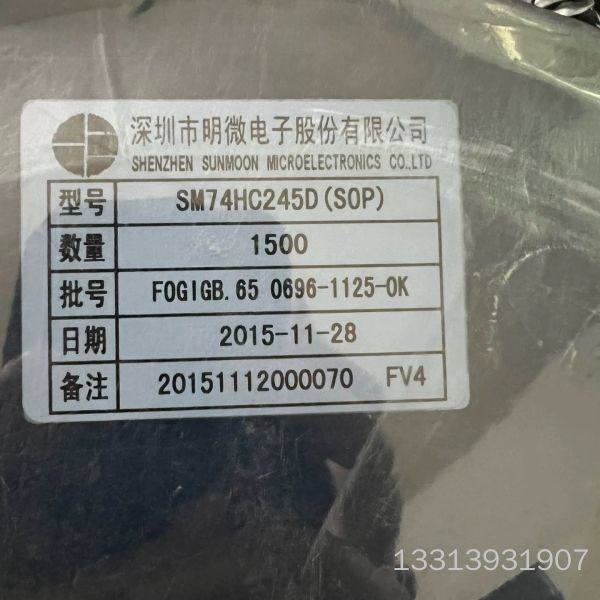 深圳市明微电子股份有限公司
SHENZHEN SUNMOON MICROELECTRONICS CO.,LTD
型号 SM74HC245D(SOP)
数量 1500
批号 FOGIGB.65 0696-1125-OK
日期 2015-11-28
备注 20151112000070 FV4
13313931907